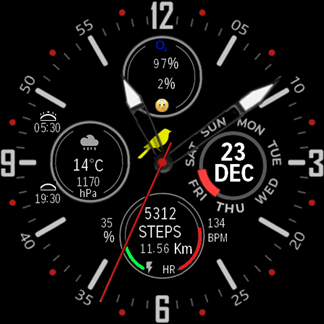 12
05
10
55
50
O₂
97%
2%
05:30
14°C
1170
hPa
19:30
9
3
SAT SUN MON TUE WED THU FRI
23
DEC
5312
STEPS
11.56 Km
35
%
134
BPM
HR
40
20
35
25
6